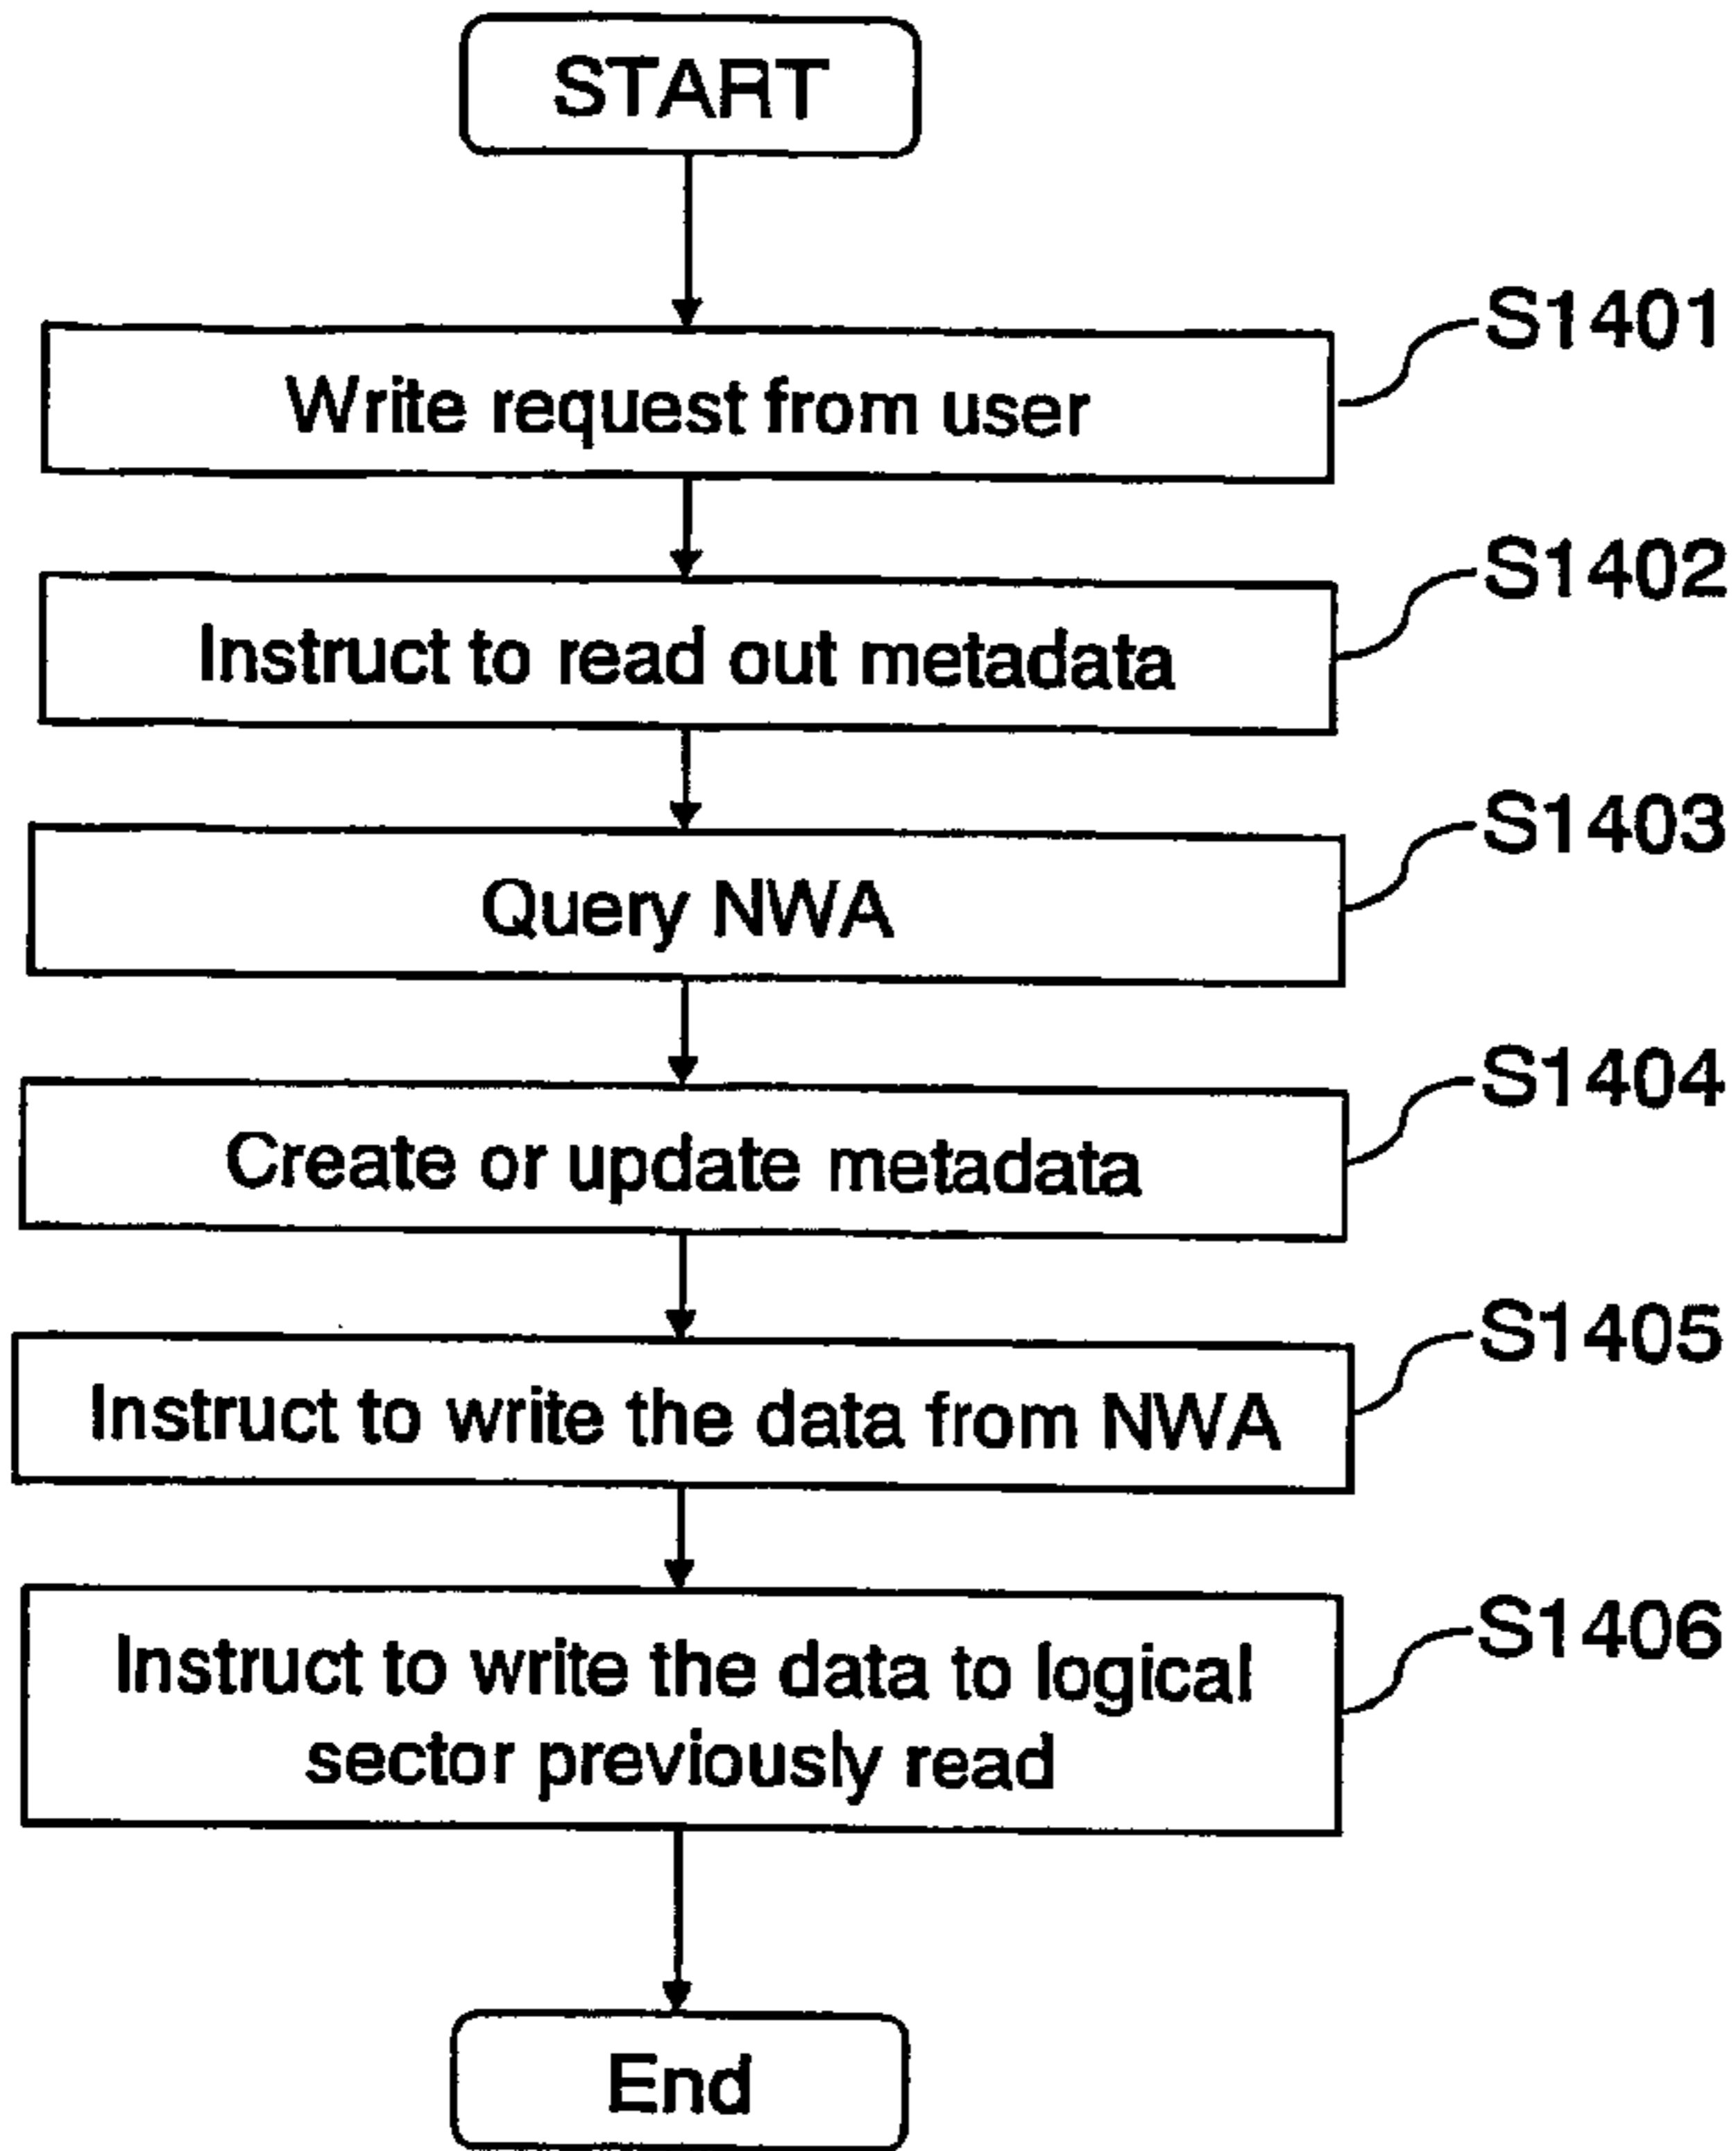 START
S1401
Write request from user
S1402
Instruct to read out metadata
S1403
Query NWA
S1404
Create or update metadata
S1405
Instruct to write the data from NWA
S1406
Instruct to write the data to logical
sector previously read
End